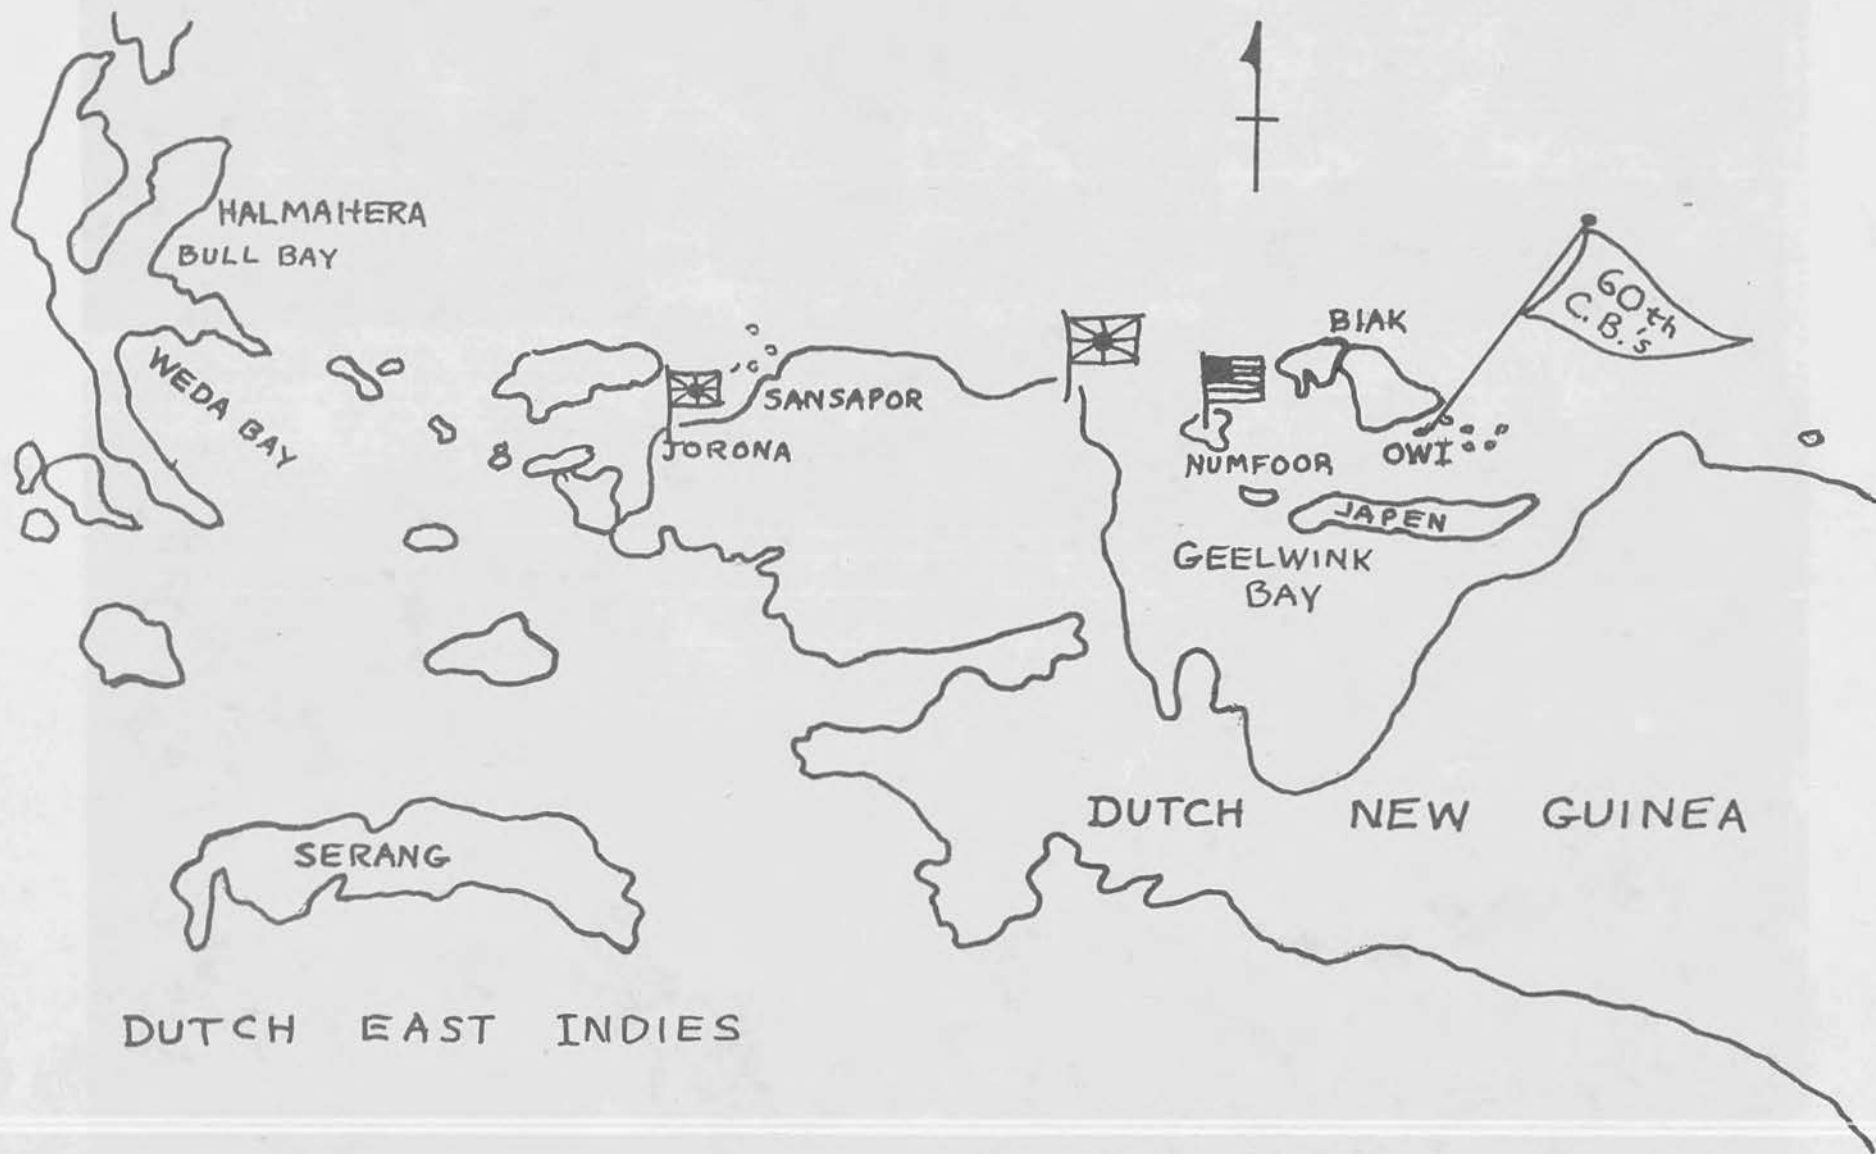 HALMAHERA
BULL BAY
WEDA BAY
60th
C.B.'s
BIAK
SANSAPOR
JORONA
NUMFOOR
OWI
JAPEN
GEELWINK
BAY
DUTCH NEW GUINEA
SERANG
DUTCH EAST INDIES